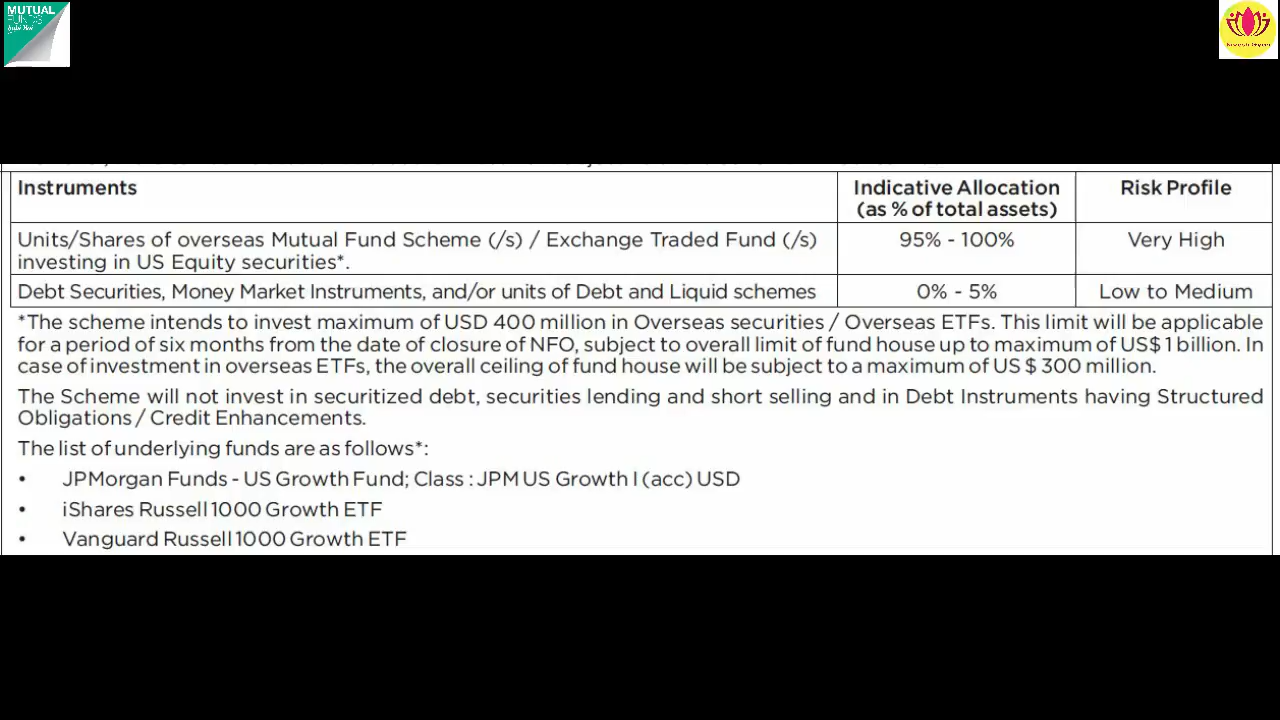 MUTUAL
FUNDS
Sahi Hai
Instruments
Indicative Allocation
(as % of total assets)
Risk Profile
Units/Shares of overseas Mutual Fund Scheme (/s) / Exchange Traded Fund (/s)
investing in US Equity securities*.
95% - 100%
Very High
Debt Securities, Money Market Instruments, and/or units of Debt and Liquid schemes
0% - 5%
Low to Medium
*The scheme intends to invest maximum of USD 400 million in Overseas securities / Overseas ETFs. This limit will be applicable
for a period of six months from the date of closure of NFO, subject to overall limit of fund house up to maximum of US$ 1 billion. In
case of investment in overseas ETFs, the overall ceiling of fund house will be subject to a maximum of US $ 300 million.
The Scheme will not invest in securitized debt, securities lending and short selling and in Debt Instruments having Structured
Obligations / Credit Enhancements.
The list of underlying funds are as follows*:
• JPMorgan Funds - US Growth Fund; Class : JPM US Growth I (acc) USD
• iShares Russell 1000 Growth ETF
• Vanguard Russell 1000 Growth ETF